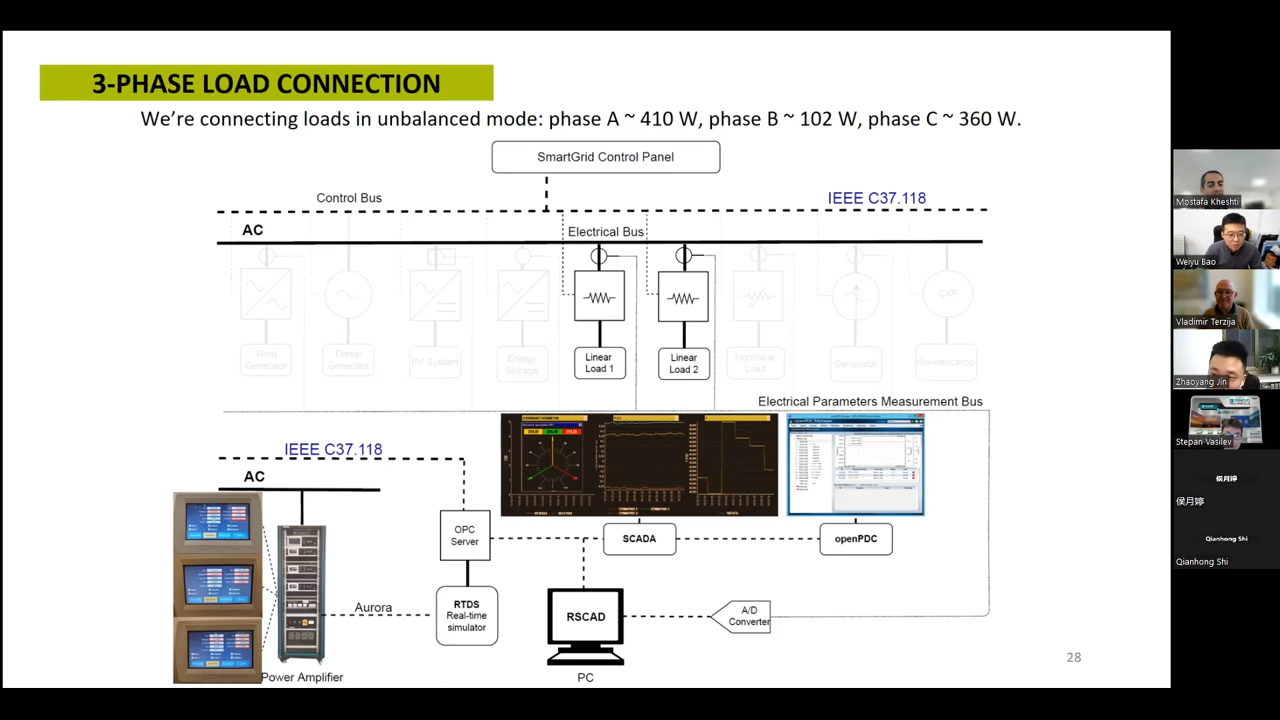 3-PHASE LOAD CONNECTION
We're connecting loads in unbalanced mode: phase A ~ 410 W, phase B ~ 102 W, phase C ~ 360 W.
SmartGrid Control Panel
Control Bus
IEEE C37.118
AC
Electrical Bus
СКР
Wind
Generator
Diesel
Generator
PV System
Energy
Storage
Linear
Load 1
Linear
Load 2
Nonlinear
Load
Generator
Electrical Parameters Measurement Bus
IEEE C37.118
AC
OPC
Server
SCADA
openPDC
RTDS
Real-time
simulator
Aurora
RSCAD
A/D
Converter
Power Amplifier
PC
28
Mostafa Kheshti
Weiyu Bao
Vladimir Terzija
Zhaoyang Jin
Stepan Vasilev
侯月婷
侯月婷
Qianhong Shi
Qianhong Shi